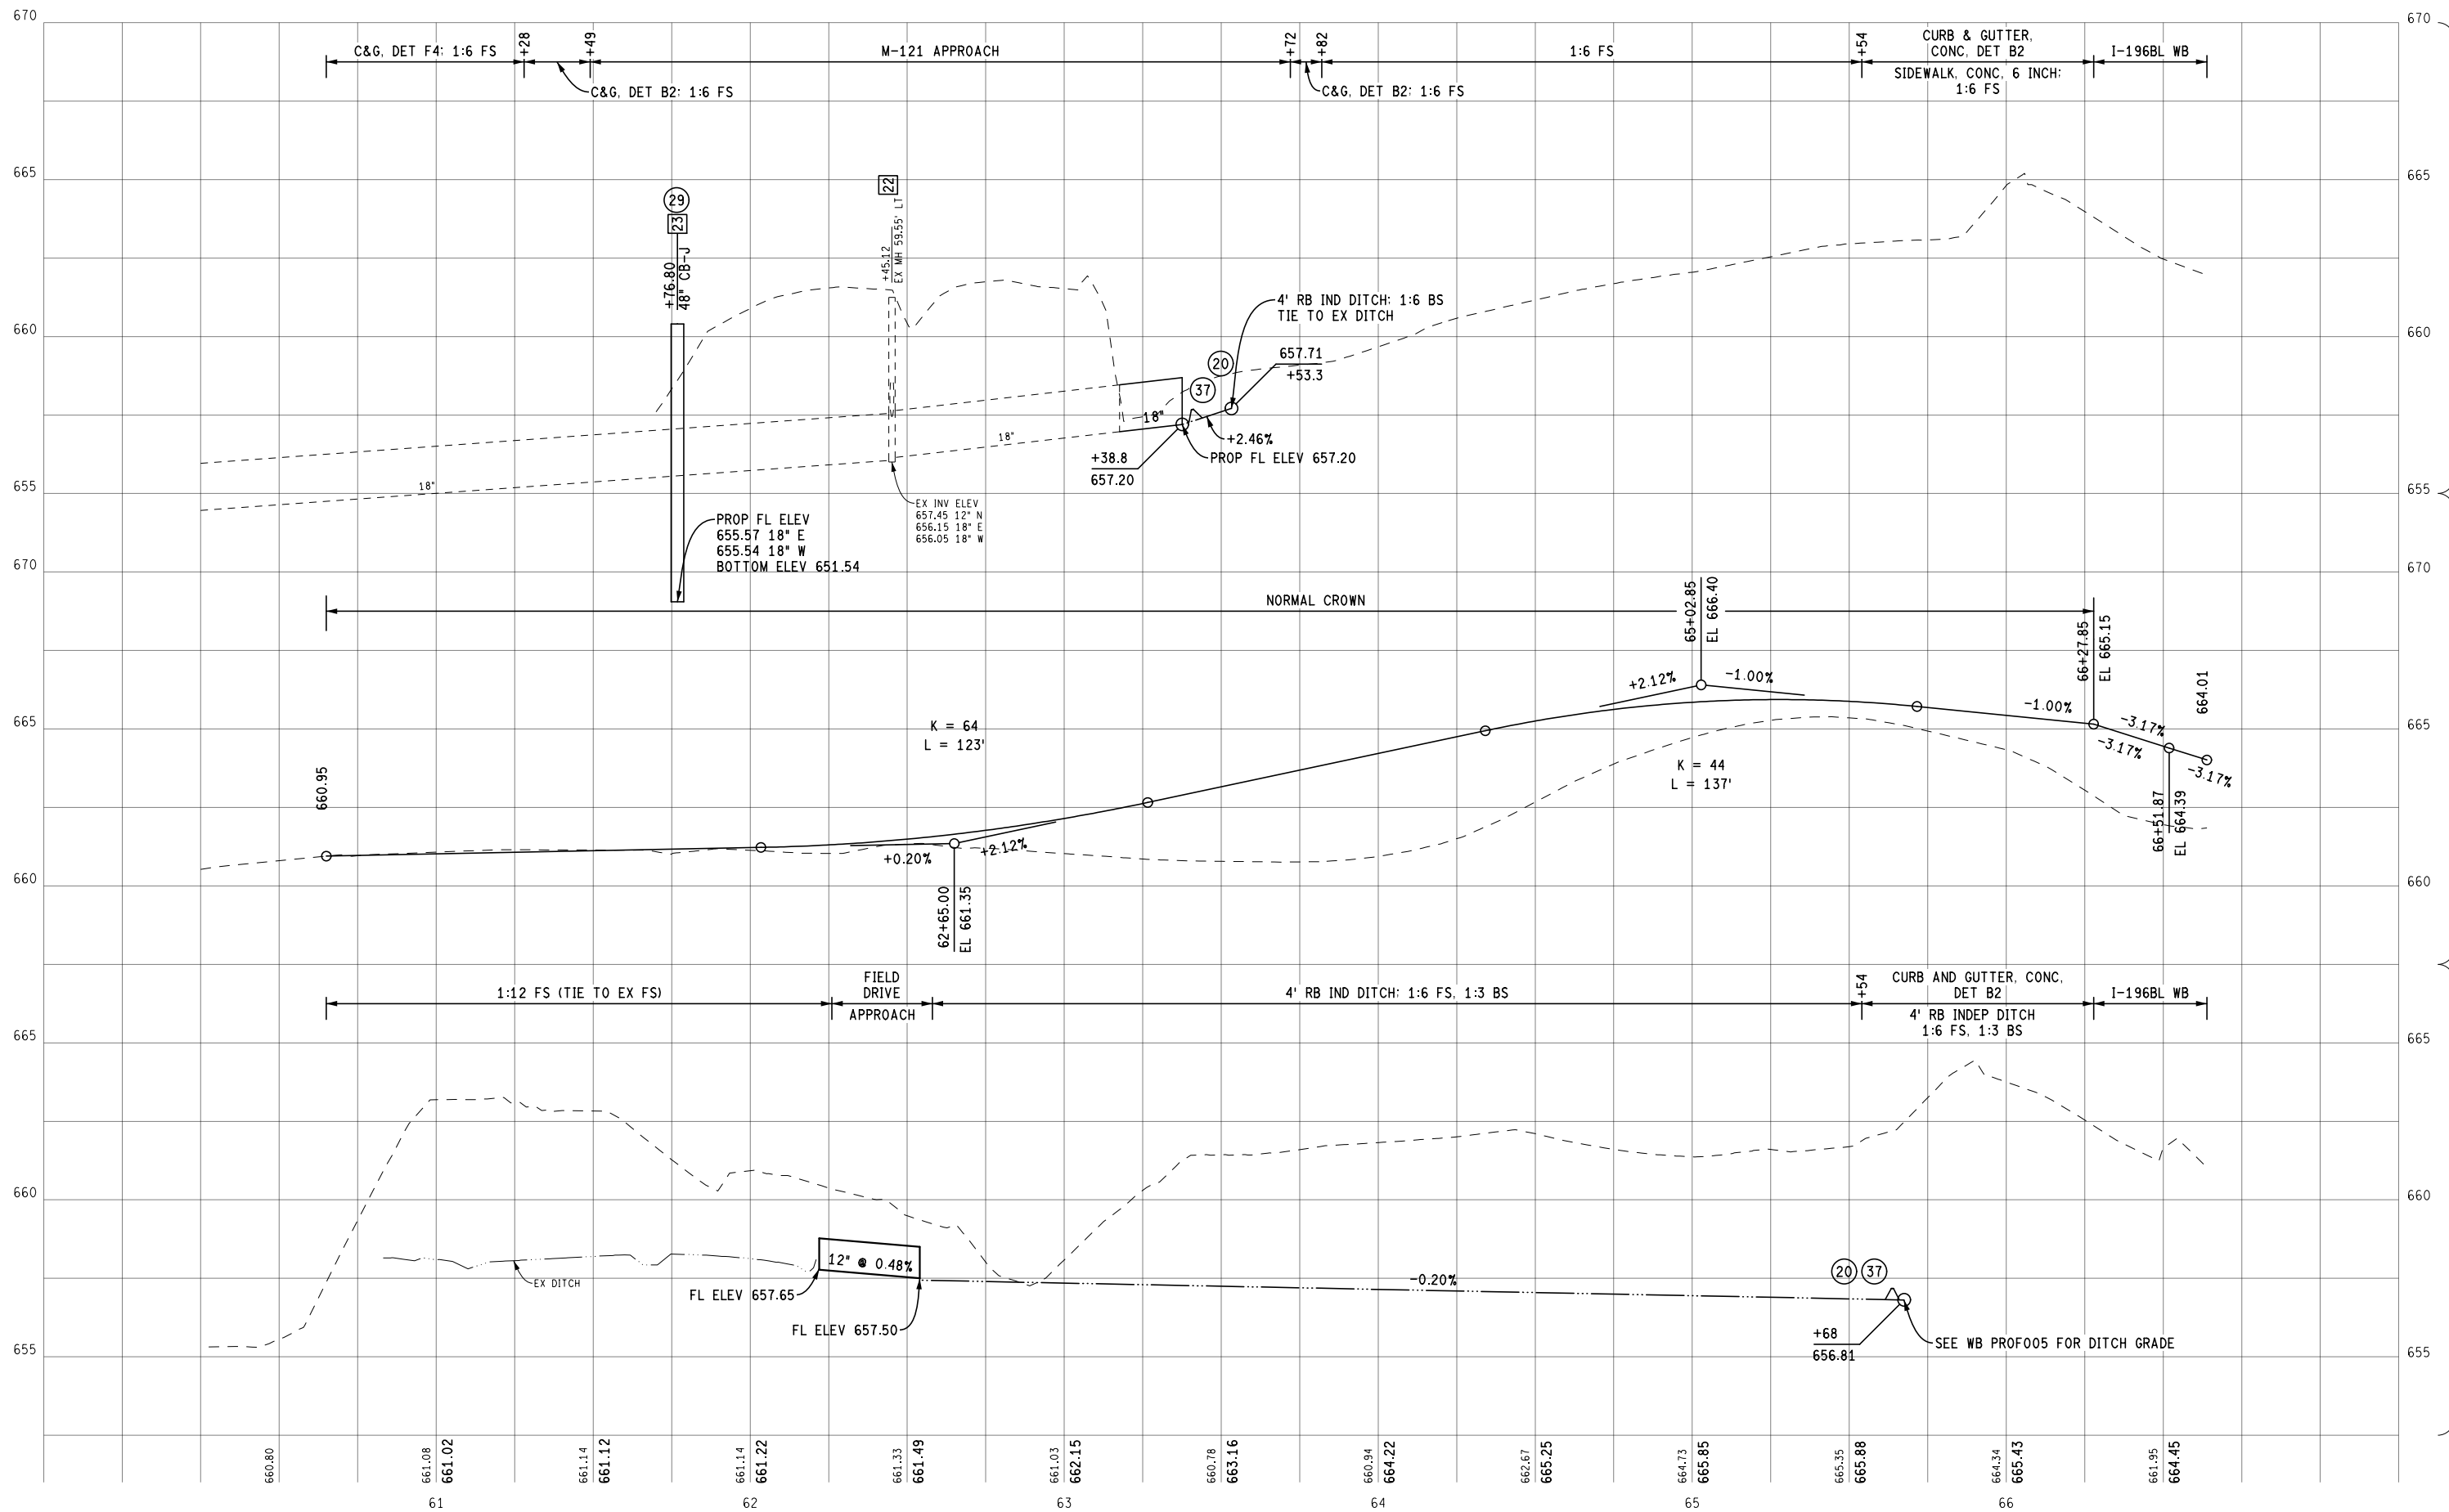 670
670
C&G, DET F4; 1:6 FS
+28
+49
M-121 APPROACH
+72
+82
1:6 FS
+54
CURB & GUTTER,
CONC, DET B2
I-196BL WB
SIDEWALK, CONC, 6 INCH;
1:6 FS
C&G, DET B2; 1:6 FS
C&G, DET B2; 1:6 FS
665
665
29
23
+76.80
48" CB-J
22
+45.12
EX MH 59.55' LT
4' RB IND DITCH; 1:6 BS
TIE TO EX DITCH
660
660
20
657.71
+53.3
37
18"
+2.46%
18"
+38.8
657.20
PROP FL ELEV 657.20
18"
655
655
EX INV ELEV
657.45 12" N
656.15 18" E
656.05 18" W
PROP FL ELEV
655.57 18" E
655.54 18" W
BOTTOM ELEV 651.54
670
670
NORMAL CROWN
65+02.85
EL 666.40
66+27.85
EL 665.15
664.01
+2.12%
-1.00%
-1.00%
-3.17%
-3.17%
-3.17%
665
665
K = 64
L = 123'
K = 44
L = 137'
660.95
66+51.87
EL 664.39
+0.20%
+2.12%
660
660
62+65.00
EL 661.35
1:12 FS (TIE TO EX FS)
FIELD
DRIVE
APPROACH
4' RB IND DITCH; 1:6 FS, 1:3 BS
+54
CURB AND GUTTER, CONC,
DET B2
I-196BL WB
4' RB INDEP DITCH
1:6 FS, 1:3 BS
665
665
660
660
12" @ 0.48%
EX DITCH
FL ELEV 657.65
FL ELEV 657.50
-0.20%
20
37
+68
656.81
SEE WB PROF005 FOR DITCH GRADE
655
655
660.80
661.08
661.02
661.14
661.12
661.14
661.22
661.33
661.49
661.03
662.15
660.78
663.16
660.94
664.22
662.67
665.25
664.73
665.85
665.35
665.88
664.34
665.43
661.95
664.45
61
62
63
64
65
66